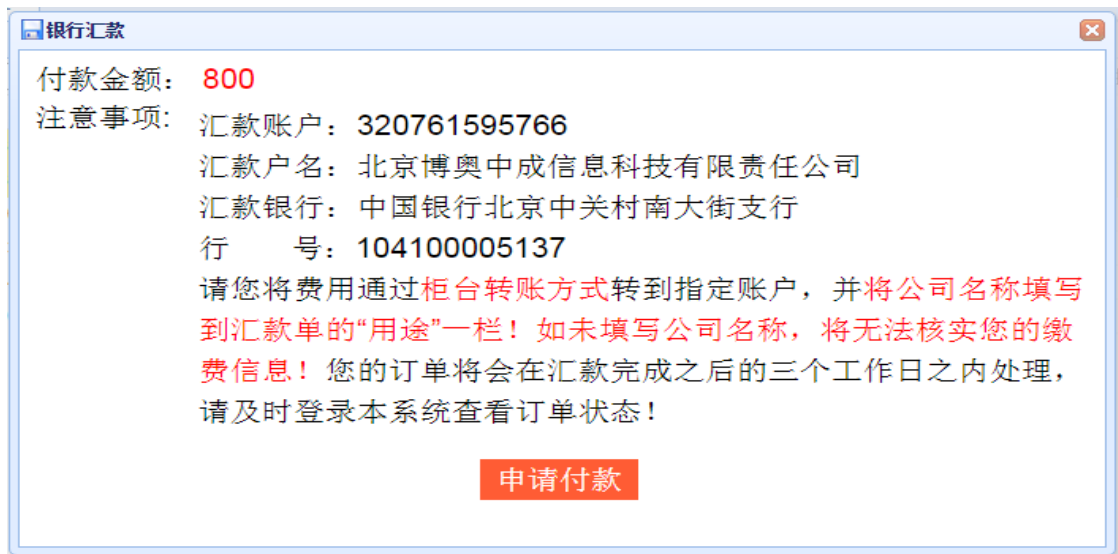 银行汇款
付款金额： 800
注意事项:
汇款账户：320761595766
汇款户名：北京博奥中成信息科技有限责任公司
汇款银行：中国银行北京中关村南大街支行
行　　号：104100005137
请您将费用通过柜台转账方式转到指定账户，并将公司名称填写
到汇款单的“用途”一栏！如未填写公司名称，将无法核实您的缴
费信息！您的订单将会在汇款完成之后的三个工作日之内处理，
请及时登录本系统查看订单状态！
申请付款